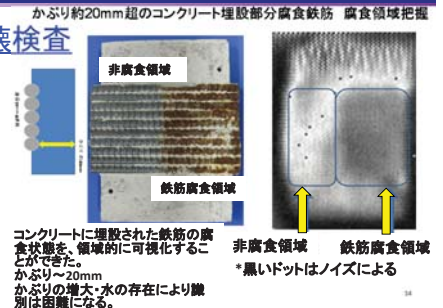 かぶり約20mm超のコンクリート埋設部分腐食鉄筋 腐食領域把握
検査
非腐食領域
鉄筋腐食領域
コンクリートに埋設された鉄筋の腐
食状態を、領域的に可視化するこ
とができた。
かぶり～20mm
かぶりの増大・水の存在により識
別は困難になる。
非腐食領域
鉄筋腐食領域
*黒いドットはノイズによる
34